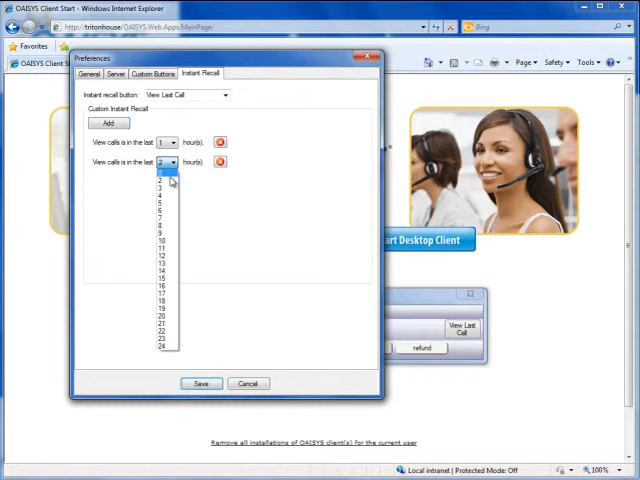 OAISYS Client Start - Windows Internet Explorer
http://tritonhouse/OAISYS.Web.Apps.MainPage/
Bing
Favorites
OAISYS Client Start
Page
Safety
Tools
Preferences
General
Server
Custom Buttons
Instant Recall
Instant recall button:
View Last Call
Custom Instant Recall
Add
View calls is in the last
1
hour(s).
View calls is in the last
2
hour(s).
2
3
4
5
6
7
8
9
10
11
12
13
14
15
16
17
18
19
20
21
22
23
24
art Desktop Client
View Last
Call
refund
Save
Cancel
Remove all installations of OAISYS client(s) for the current user
Local intranet | Protected Mode: Off
100%